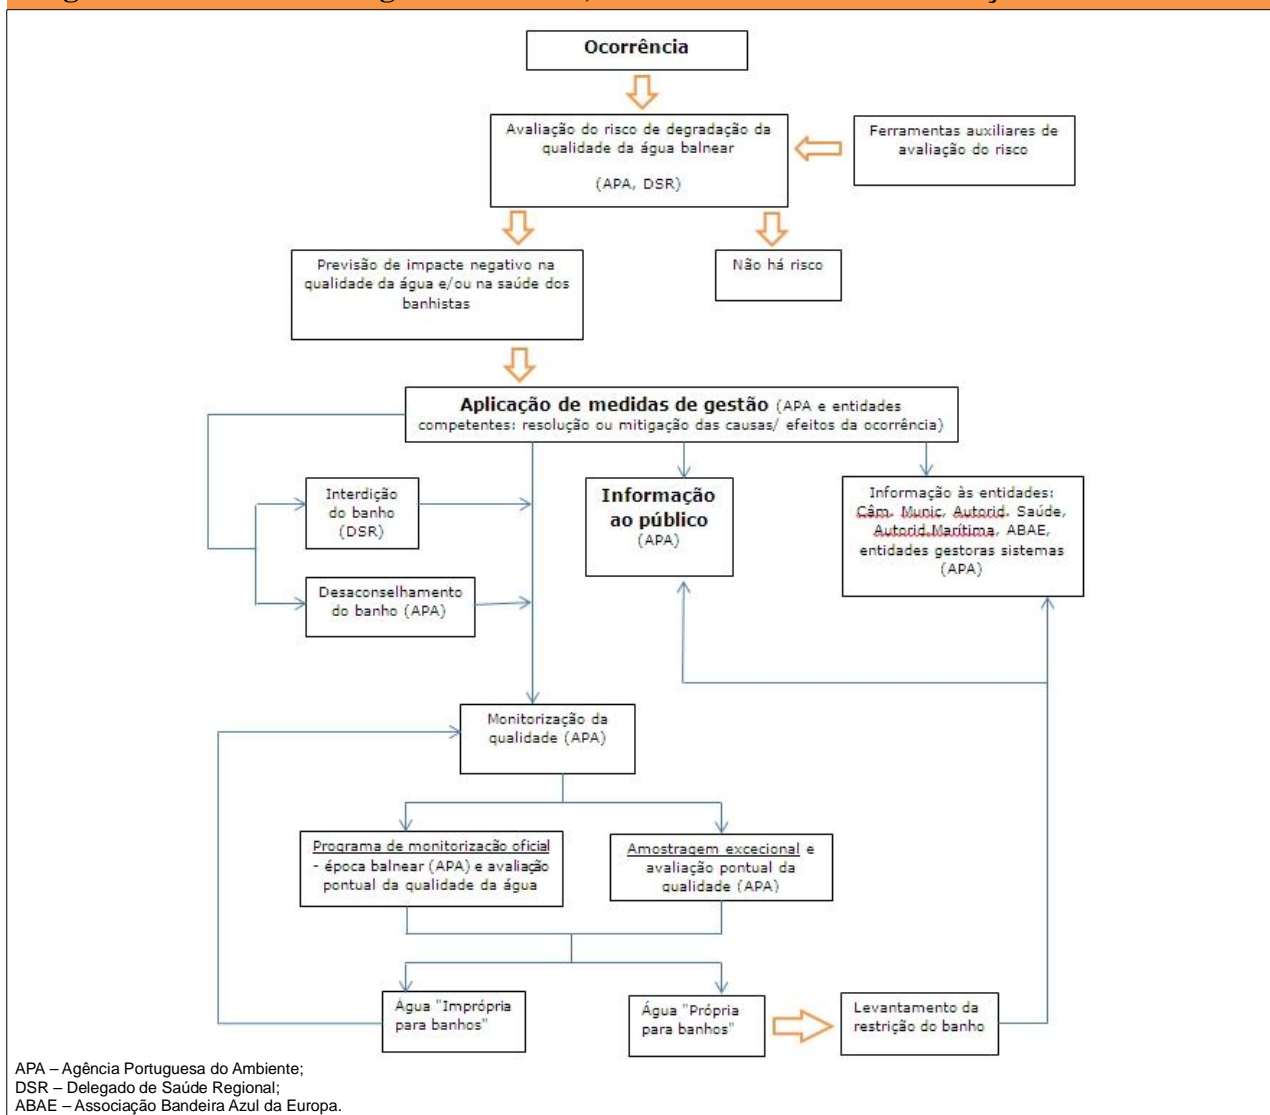 Ocorrência
Avaliação do risco de degradação da
qualidade da água balnear
(APA, DSR)
Ferramentas auxiliares de
avaliação do risco
Previsão de impacte negativo na
qualidade da água e/ou na saúde dos
banhistas
Não há risco
Aplicação de medidas de gestão (APA e entidades
competentes: resolução ou mitigação das causas/ efeitos da ocorrência)
Interdição
do banho
(DSR)
Informação
ao público
(APA)
Informação às entidades:
Câm. Munic, Autorid. Saúde,
Autorid.Marítima, ABAE,
entidades gestoras sistemas
(APA)
Desaconselhamento
do banho (APA)
Monitorização da
qualidade (APA)
Programa de monitorização oficial
- época balnear (APA) e avaliação
pontual da qualidade da água
Amostragem excecional e
avaliação pontual da
qualidade (APA)
Água "Imprópria
para banhos"
Água "Própria
para banhos"
Levantamento da
restrição do banho
APA – Agência Portuguesa do Ambiente;
DSR – Delegado de Saúde Regional;
ABAE – Associação Bandeira Azul da Europa.